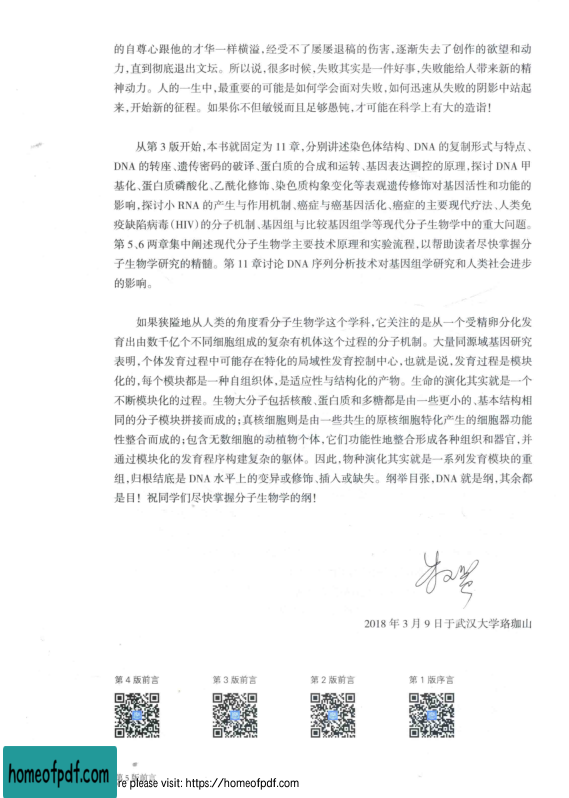 的自尊心跟他的才华一样横溢,经受不了屡屡退稿的伤害,逐渐失去了创作的欲望和动
力,直到彻底退出文坛。所以说,很多时候,失败其实是一件好事,失败能给人带来新的精
神动力。人的一生中,最重要的可能是如何学会面对失败,如何迅速从失败的阴影中站起
来,开始新的征程。如果你不但敏锐而且足够愚钝,才可能在科学上有大的造诣!
从第 3 版开始,本书就固定为 11 章,分别讲述染色体结构、DNA 的复制形式与特点、
DNA 的转座、遗传密码的破译、蛋白质的合成和运转、基因表达调控的原理,探讨 DNA 甲
基化、蛋白质磷酸化、乙酰化修饰、染色质构象变化等表观遗传修饰对基因活性和功能的
影响,探讨小 RNA 的产生与作用机制、癌症与癌基因活化、癌症的主要现代疗法、人类免
疫缺陷病毒(HIV)的分子机制、基因组与比较基因组学等现代分子生物学中的重大问题。
第 5、6 两章集中阐述现代分子生物学主要技术原理和实验流程,以帮助读者尽快掌握分
子生物学研究的精髓。第 11 章讨论 DNA 序列分析技术对基因组学研究和人类社会进步
的影响。
如果狭隘地从人类的角度看分子生物学这个学科,它关注的是从一个受精卵分化发
育出由数千亿个不同细胞组成的复杂有机体这个过程的分子机制。大量同源域基因研究
表明,个体发育过程中可能存在特化的局域性发育控制中心,也就是说,发育过程是模块
化的,每个模块都是一种自组织体,是适应性与结构化的产物。生命的演化其实就是一个
不断模块化的过程。生物大分子包括核酸、蛋白质和多糖都是由一些更小的、基本结构相
同的分子模块拼接而成的;真核细胞则是由一些共生的原核细胞特化产生的细胞器功能
性整合而成的;包含无数细胞的动植物个体,它们功能性地整合形成各种组织和器官,并
通过模块化的发育程序构建复杂的躯体。因此,物种演化其实就是一系列发育模块的重
组,归根结底是 DNA 水平上的变异或修饰、插入或缺失。纲举目张,DNA 就是纲,其余都
是目! 祝同学们尽快掌握分子生物学的纲!
2018 年 3 月 9 日于武汉大学珞珈山
第 4 版前言 第 3 版前言 第 2 版前言 第 1 版序言
homeofpdf.com
第 5 版前言
re please visit: https://homeofpdf.com